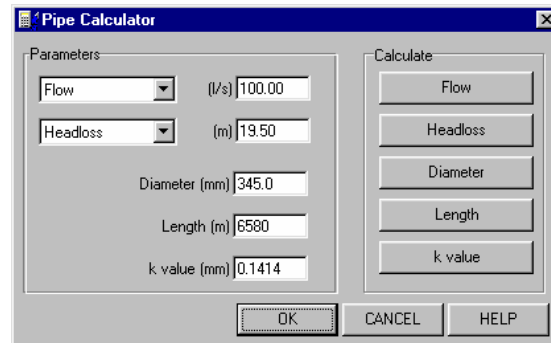 Pipe Calculator
Parameters
Flow (l/s) 100.00
Headloss (m) 19.50
Diameter (mm) 345.0
Length (m) 6580
k value (mm) 0.1414
Calculate
Flow
Headloss
Diameter
Length
k value
OK CANCEL HELP